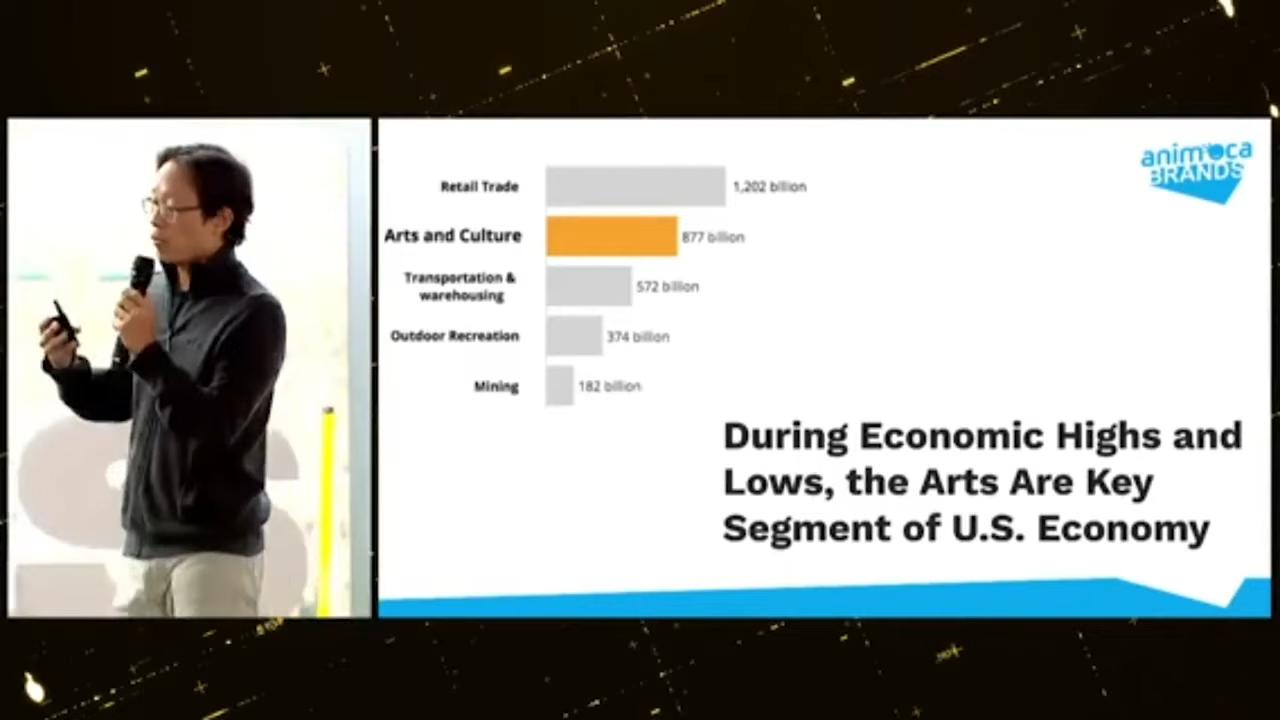 animoca
BRANDS
Retail Trade
1,202 billion
Arts and Culture
877 billion
Transportation &
warehousing
572 billion
Outdoor Recreation
374 billion
Mining
182 billion
During Economic Highs and
Lows, the Arts Are Key
Segment of U.S. Economy